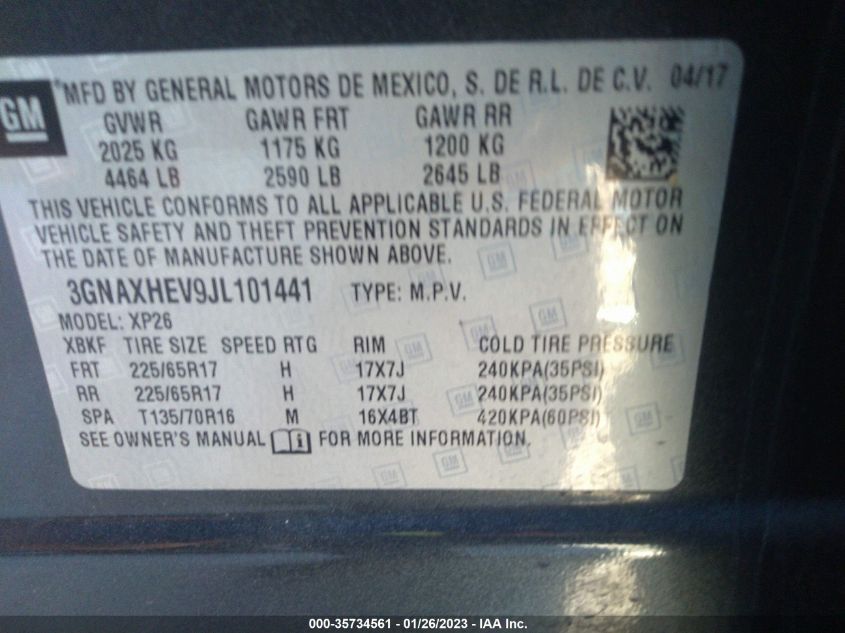 GM
MFD BY GENERAL MOTORS DE MEXICO, S. DE R.L. DE C.V. 04/17
GVWR GAWR FRT GAWR RR
2025 KG 1175 KG 1200 KG
4464 LB 2590 LB 2645 LB
THIS VEHICLE CONFORMS TO ALL APPLICABLE U.S. FEDERAL MOTOR
VEHICLE SAFETY AND THEFT PREVENTION STANDARDS IN EFFECT ON
THE DATE OF MANUFACTURE SHOWN ABOVE.
3GNAXHEV9JL101441 TYPE: M.P.V.
MODEL: XP26
XBKF TIRE SIZE SPEED RTG RIM COLD TIRE PRESSURE
FRT 225/65R17 H 17X7J 240KPA(35PSI)
RR 225/65R17 H 17X7J 240KPA(35PSI)
SPA T135/70R16 M 16X4BT 420KPA(60PSI)
SEE OWNER'S MANUAL FOR MORE INFORMATION.
000-35734561 - 01/26/2023 - IAA Inc.